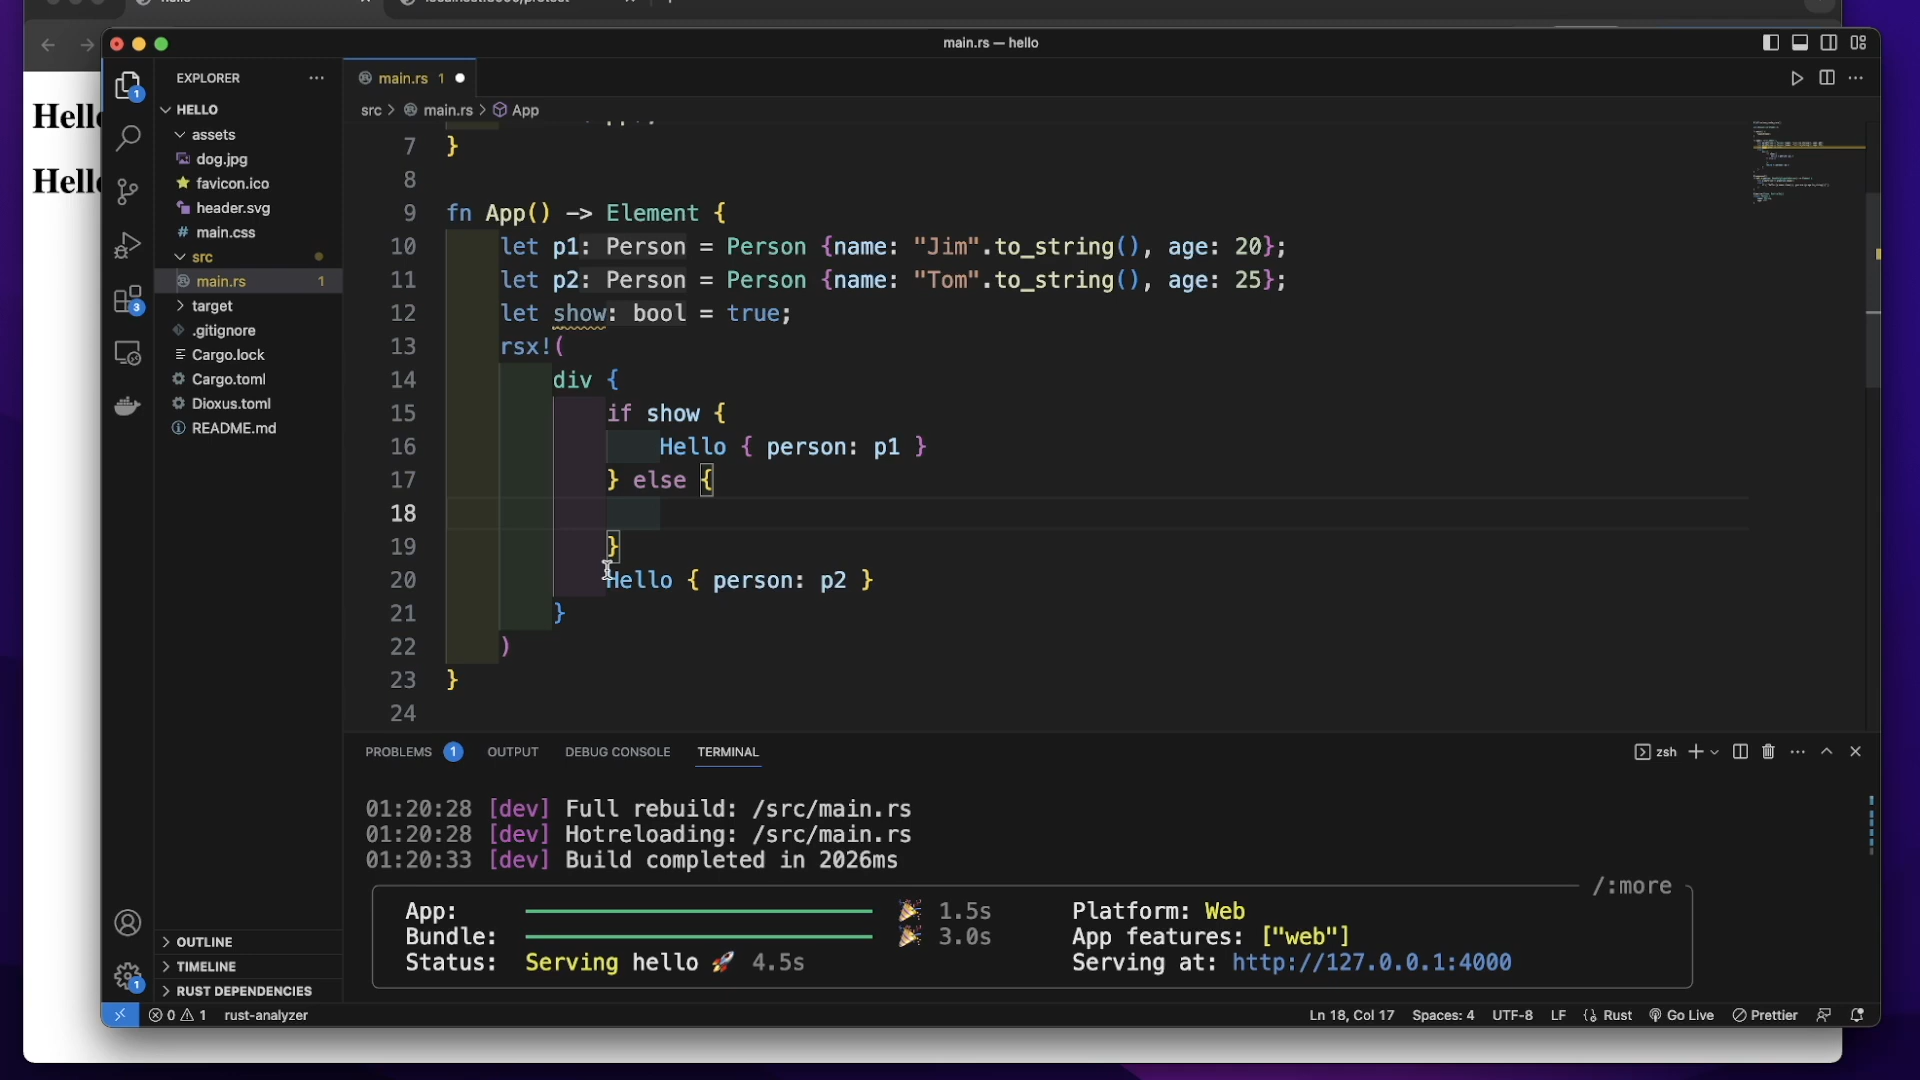 main.rs — hello
Hello
Hello
EXPLORER
HELLO
assets
dog.jpg
favicon.ico
header.svg
# main.css
src
main.rs 1
target
.gitignore
Cargo.lock
Cargo.toml
Dioxus.toml
README.md
OUTLINE
TIMELINE
RUST DEPENDENCIES
1
3
1
main.rs 1
src > main.rs > App
7 }
8
9 fn App() -> Element {
10 let p1: Person = Person {name: "Jim".to_string(), age: 20};
11 let p2: Person = Person {name: "Tom".to_string(), age: 25};
12 let show: bool = true;
13 rsx!(
14 div {
15 if show {
16 Hello { person: p1 }
17 } else {
18
19 }
20 Hello { person: p2 }
21 }
22 )
23 }
24
PROBLEMS 1 OUTPUT DEBUG CONSOLE TERMINAL
zsh
01:20:28 [dev] Full rebuild: /src/main.rs
01:20:28 [dev] Hotreloading: /src/main.rs
01:20:33 [dev] Build completed in 2026ms
/:more
App: 1.5s Platform: Web
Bundle: 3.0s App features: ["web"]
Status: Serving hello 🚀 4.5s Serving at: http://127.0.0.1:4000
0 1 rust-analyzer
Ln 18, Col 17 Spaces: 4 UTF-8 LF Rust Go Live Prettier